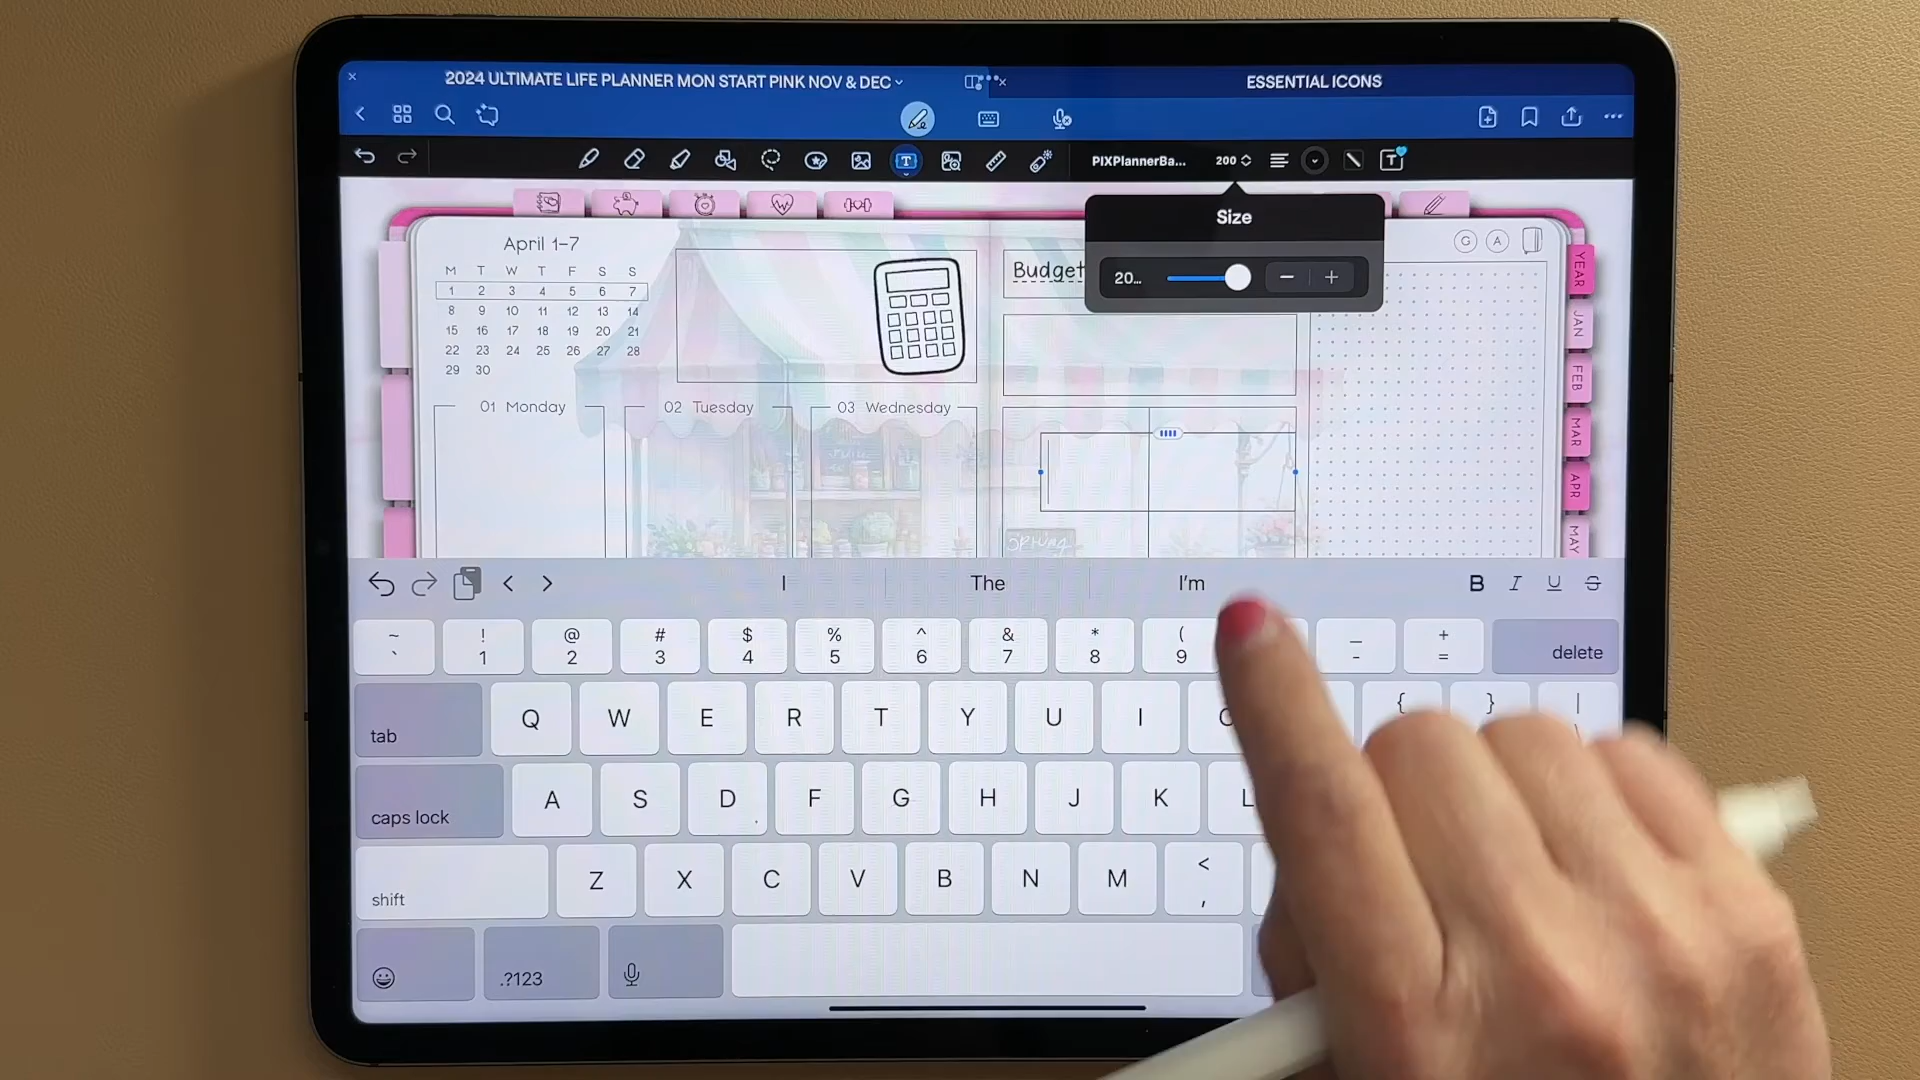 2024 ULTIMATE LIFE PLANNER MON START PINK NOV & DEC
ESSENTIAL ICONS
PIXPlannerBa...
200
Size
20...
April 1-7
M T W T F S S
1 2 3 4 5 6 7
8 9 10 11 12 13 14
15 16 17 18 19 20 21
22 23 24 25 26 27 28
29 30
Budget
G A
YEAR
JAN
FEB
MAR
APR
MAY
01 Monday
02 Tuesday
03 Wednesday
SPRING
I The I'm
B I U S
~ ! @ # $ % ^ & * ( _ +
` 1 2 3 4 5 6 7 8 9 - = delete
tab Q W E R T Y U I { } |
caps lock A S D F G H J K L
shift Z X C V B N M < ,
.?123